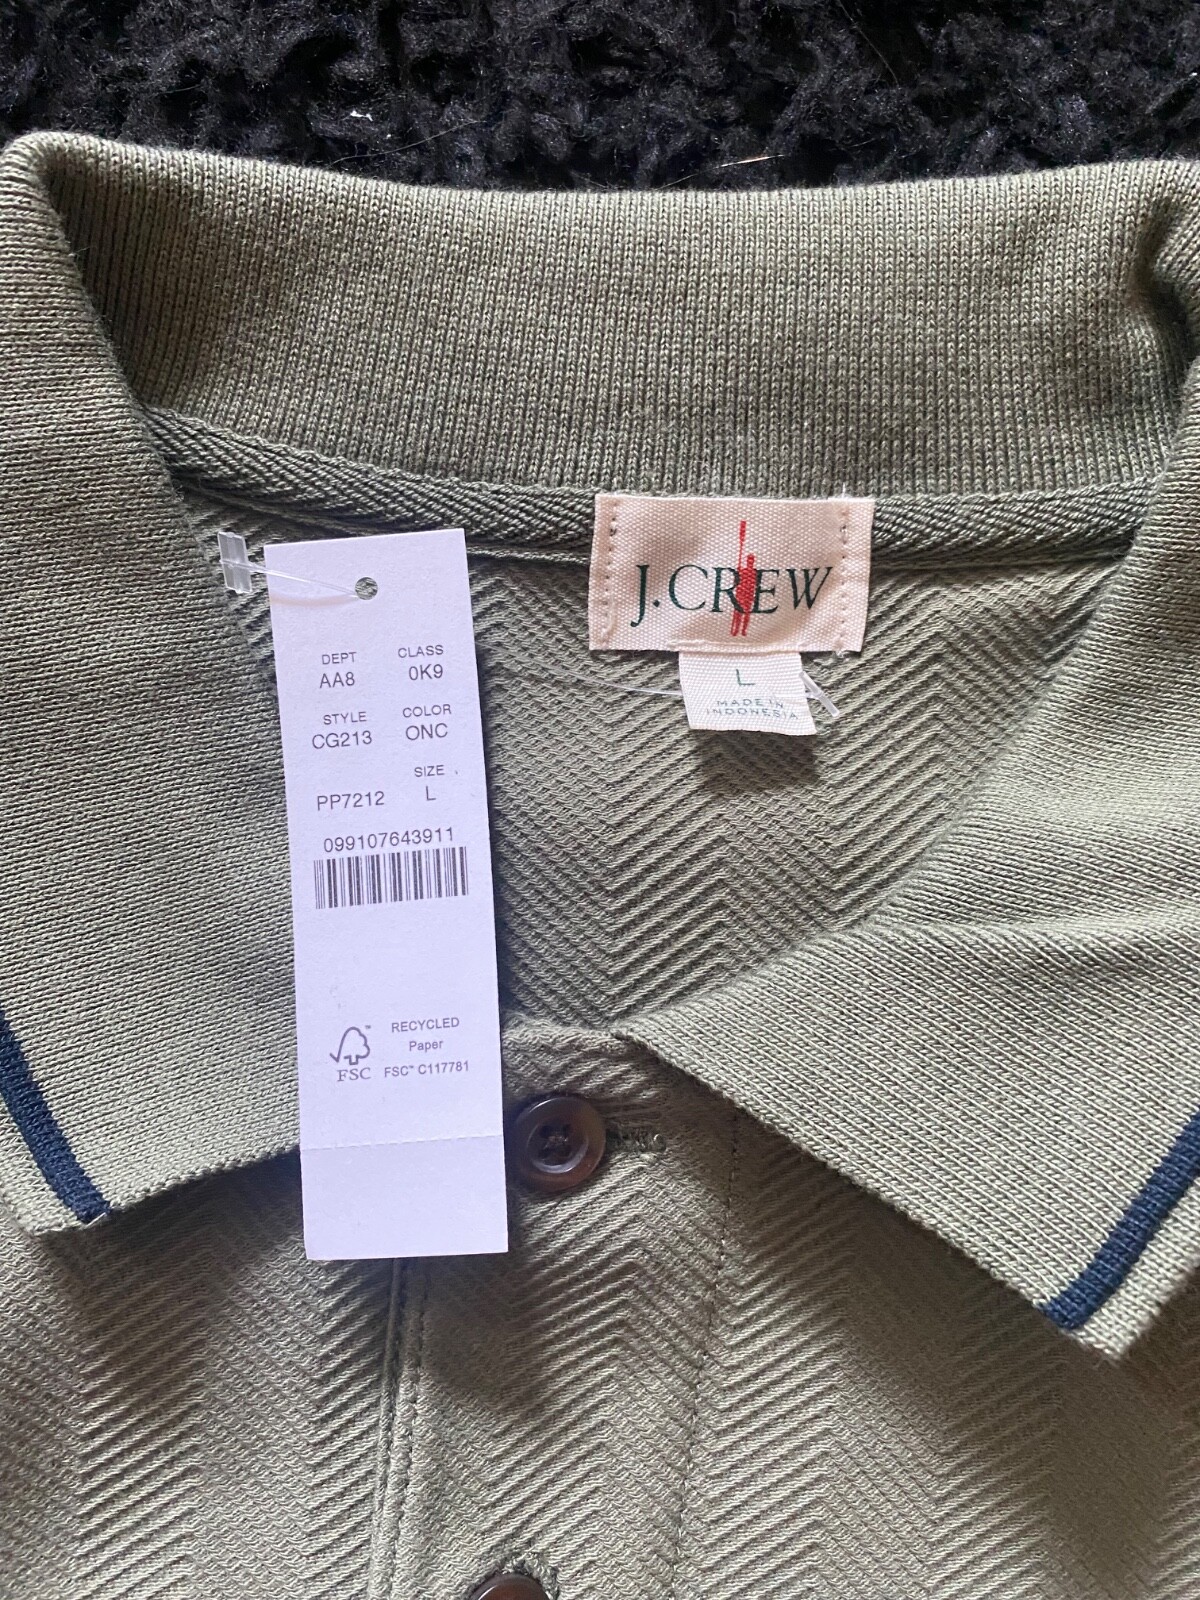 DEPT CLASS
AA8 0K9
STYLE COLOR
CG213 ONC
SIZE
PP7212 L
099107643911
RECYCLED
Paper
FSC™ C117781
FSC
J.CREW
L
MADE IN
INDONESIA